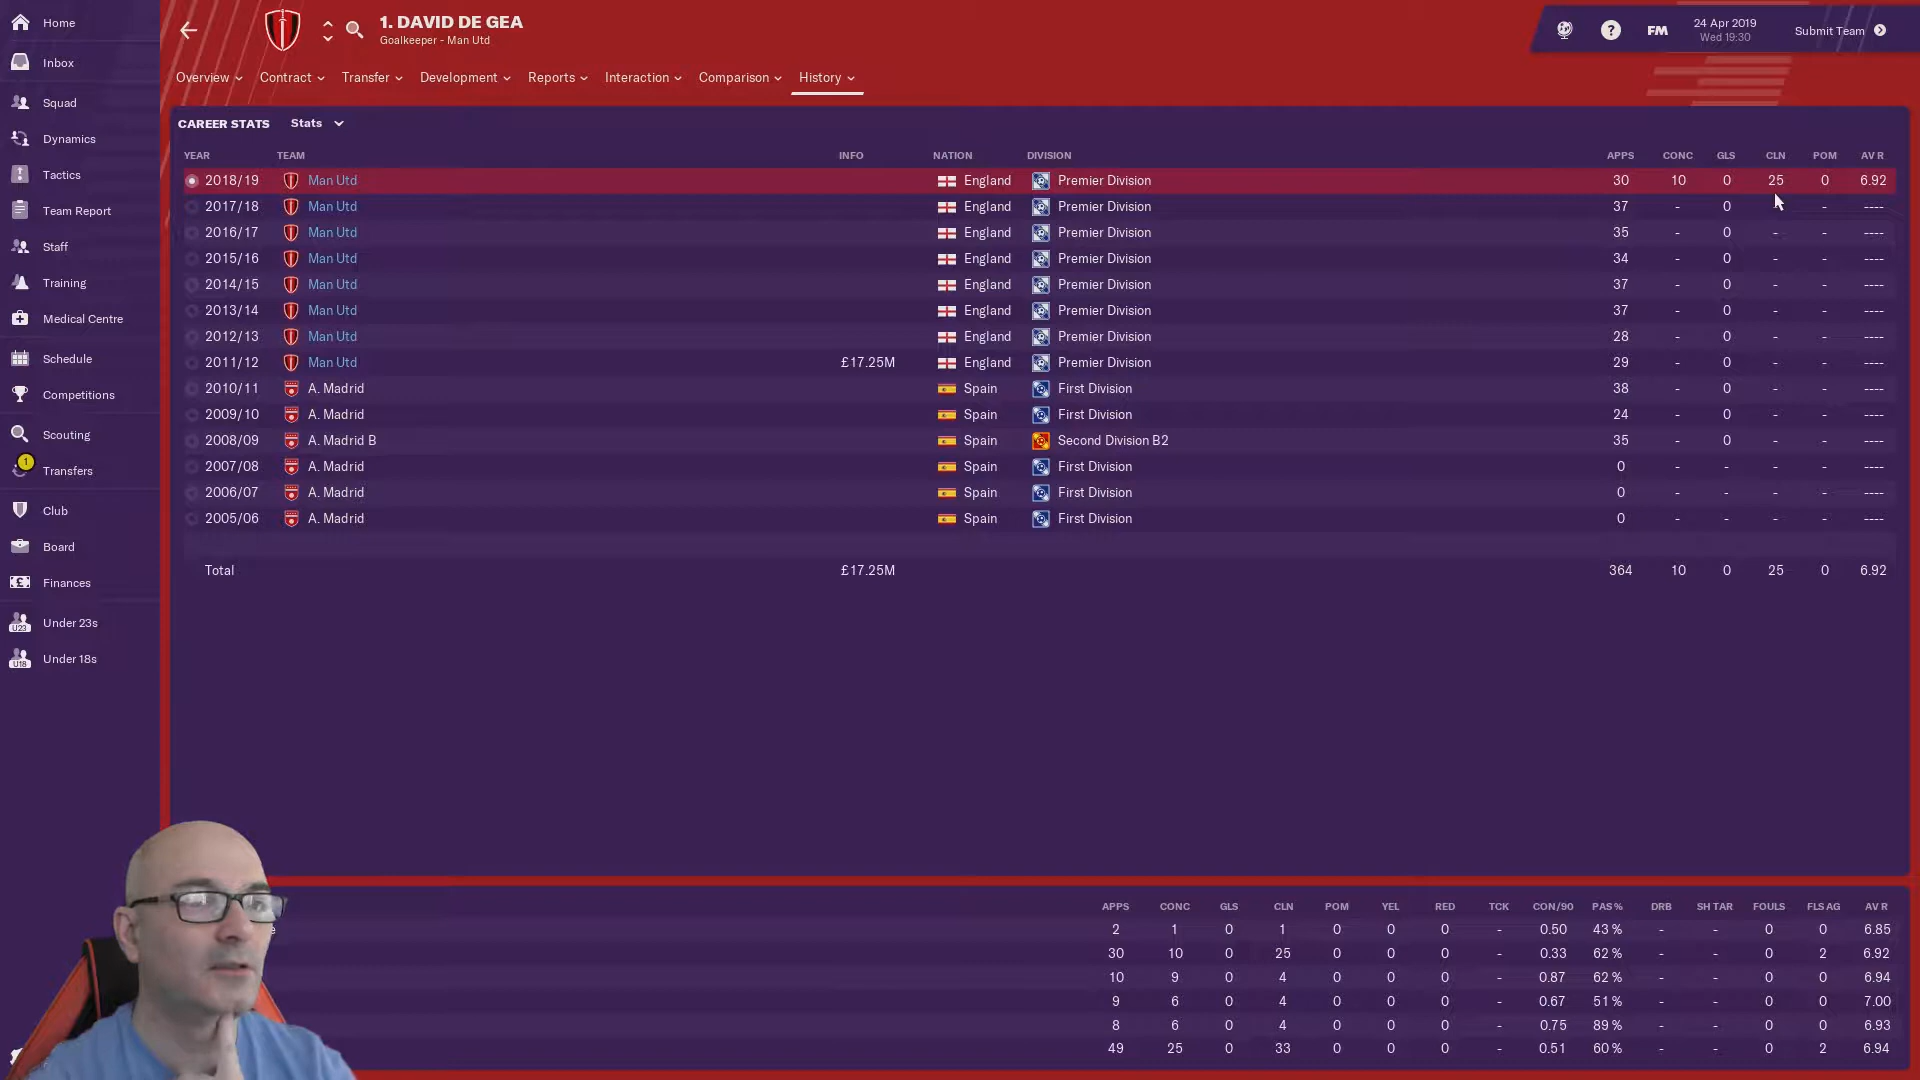 Home
Inbox
Squad
Dynamics
Tactics
Team Report
Staff
Training
Medical Centre
Schedule
Competitions
Scouting
1
Transfers
Club
Board
Finances
U23
Under 23s
U18
Under 18s
1. DAVID DE GEA
Goalkeeper - Man Utd
? FM 24 Apr 2019 Submit Team
Wed 19:30
Overview Contract Transfer Development Reports Interaction Comparison History
CAREER STATS Stats
YEAR TEAM INFO NATION DIVISION APPS CONC GLS CLN POM AV R
2018/19 Man Utd England Premier Division 30 10 0 25 0 6.92
2017/18 Man Utd England Premier Division 37 - 0 - - ----
2016/17 Man Utd England Premier Division 35 - 0 - - ----
2015/16 Man Utd England Premier Division 34 - 0 - - ----
2014/15 Man Utd England Premier Division 37 - 0 - - ----
2013/14 Man Utd England Premier Division 37 - 0 - - ----
2012/13 Man Utd England Premier Division 28 - 0 - - ----
2011/12 Man Utd £17.25M England Premier Division 29 - 0 - - ----
2010/11 A. Madrid Spain First Division 38 - 0 - - ----
2009/10 A. Madrid Spain First Division 24 - 0 - - ----
2008/09 A. Madrid B Spain Second Division B2 35 - 0 - - ----
2007/08 A. Madrid Spain First Division 0 - - - - ----
2006/07 A. Madrid Spain First Division 0 - - - - ----
2005/06 A. Madrid Spain First Division 0 - - - - ----
Total £17.25M 364 10 0 25 0 6.92
APPS CONC GLS CLN POM YEL RED TCK CON/90 PAS % DRB SH TAR FOULS FLS AG AV R
2 1 0 1 0 0 0 - 0.50 43 % - - 0 0 6.85
30 10 0 25 0 0 0 - 0.33 62 % - - 0 2 6.92
10 9 0 4 0 0 0 - 0.87 62 % - - 0 0 6.94
9 6 0 4 0 0 0 - 0.67 51 % - - 0 0 7.00
8 6 0 4 0 0 0 - 0.75 89 % - - 0 0 6.93
49 25 0 33 0 0 0 - 0.51 60 % - - 0 2 6.94